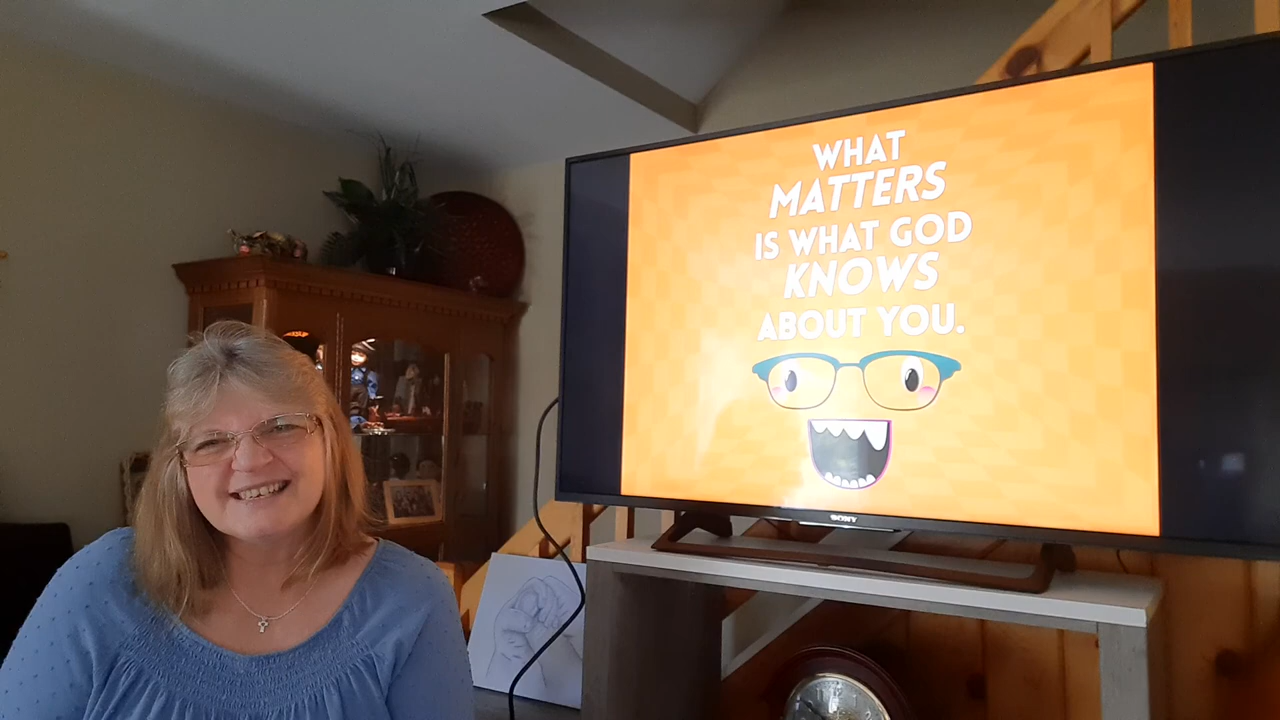 WHAT
MATTERS
IS WHAT GOD
KNOWS
ABOUT YOU.
SONY